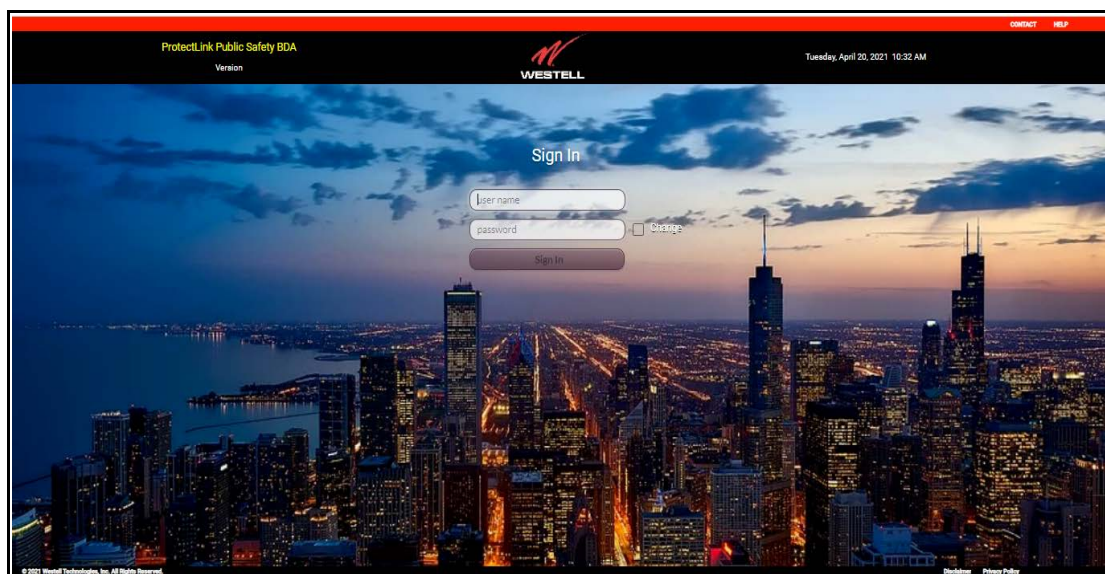 CONTACT HELP
ProtectLink Public Safety BDA
Version
WESTELL
Tuesday, April 20, 2021 10:32 AM
Sign In
user name
password
Change
Sign In
© 2021 Westell Technologies, Inc. All Rights Reserved.
Disclaimer Privacy Policy